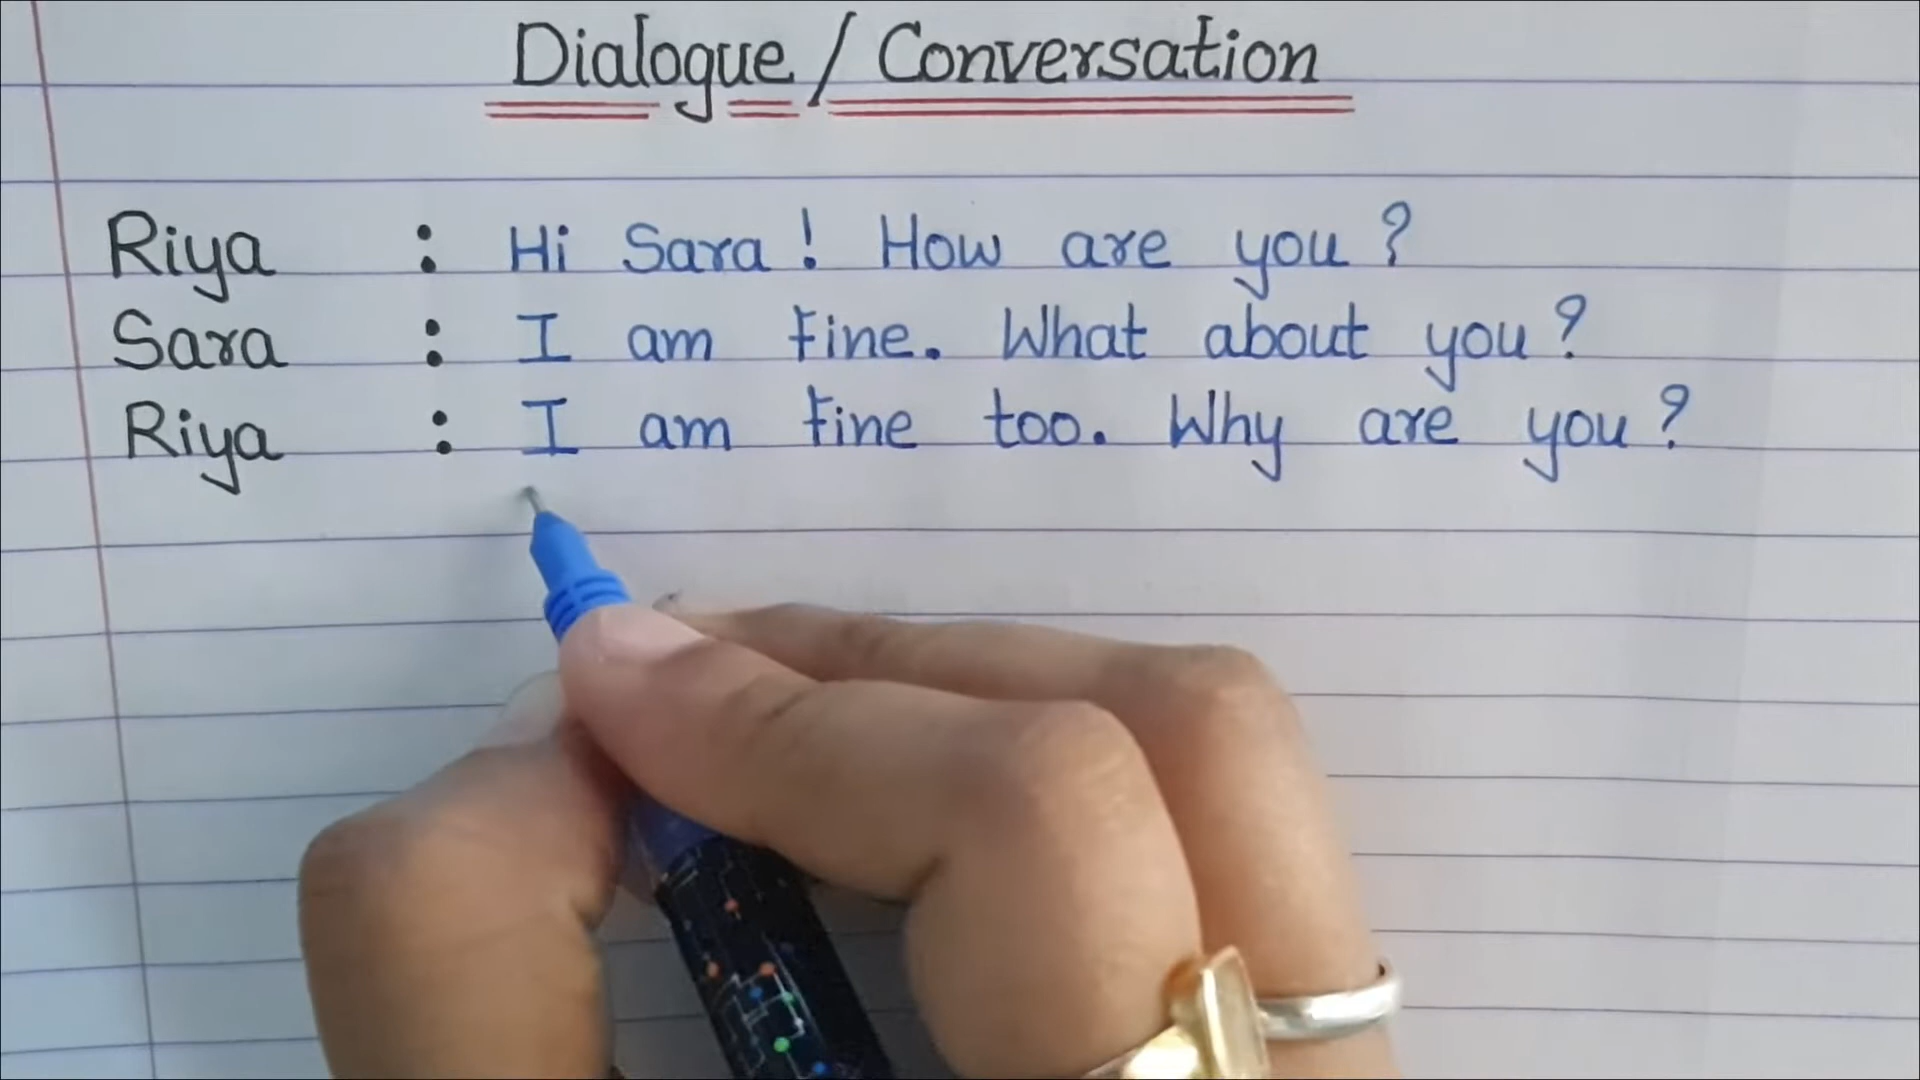 Dialogue / Conversation
Riya : Hi Sara! How are you?
Sara : I am fine. What about you?
Riya : I am fine too. Why are you?